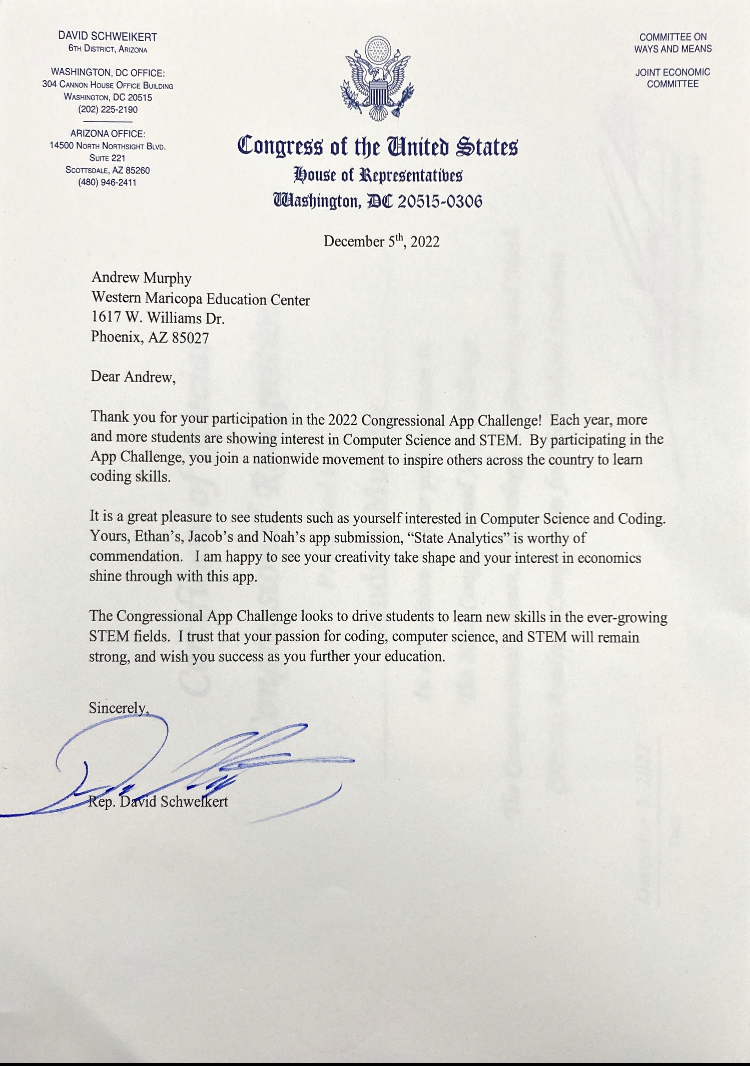 DAVID SCHWEIKERT
6TH DISTRICT, ARIZONA
WASHINGTON, DC OFFICE:
304 CANNON HOUSE OFFICE BUILDING
WASHINGTON, DC 20515
(202) 225-2190
ARIZONA OFFICE:
14500 NORTH NORTHSIGHT BLVD.
SUITE 221
SCOTTSDALE, AZ 85260
(480) 946-2411
COMMITTEE ON
WAYS AND MEANS
JOINT ECONOMIC
COMMITTEE
Congress of the United States
House of Representatives
Washington, DC 20515-0306
December 5th, 2022
Andrew Murphy
Western Maricopa Education Center
1617 W. Williams Dr.
Phoenix, AZ 85027
Dear Andrew,
Thank you for your participation in the 2022 Congressional App Challenge! Each year, more
and more students are showing interest in Computer Science and STEM. By participating in the
App Challenge, you join a nationwide movement to inspire others across the country to learn
coding skills.
It is a great pleasure to see students such as yourself interested in Computer Science and Coding.
Yours, Ethan's, Jacob's and Noah's app submission, “State Analytics” is worthy of
commendation. I am happy to see your creativity take shape and your interest in economics
shine through with this app.
The Congressional App Challenge looks to drive students to learn new skills in the ever-growing
STEM fields. I trust that your passion for coding, computer science, and STEM will remain
strong, and wish you success as you further your education.
Sincerely,
Rep. David Schweikert